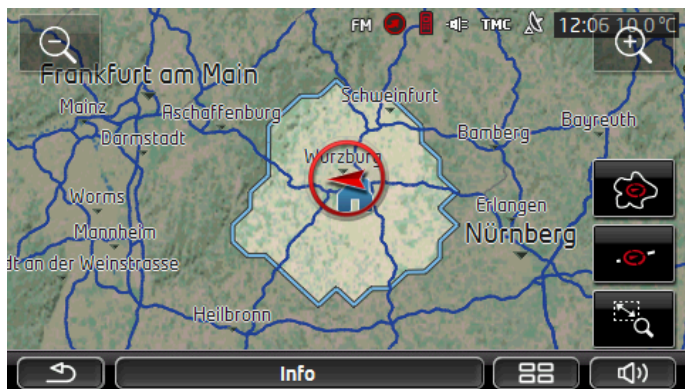 FM TMC 12:06 10.0 °C
Frankfurt am Main
Mainz
Aschaffenburg
Schweinfurt
Darmstadt
Bamberg
Bayreuth
Würzburg
Worms
Erlangen
Mannheim
Nürnberg
dt an der Weinstrasse
Heilbronn
Info